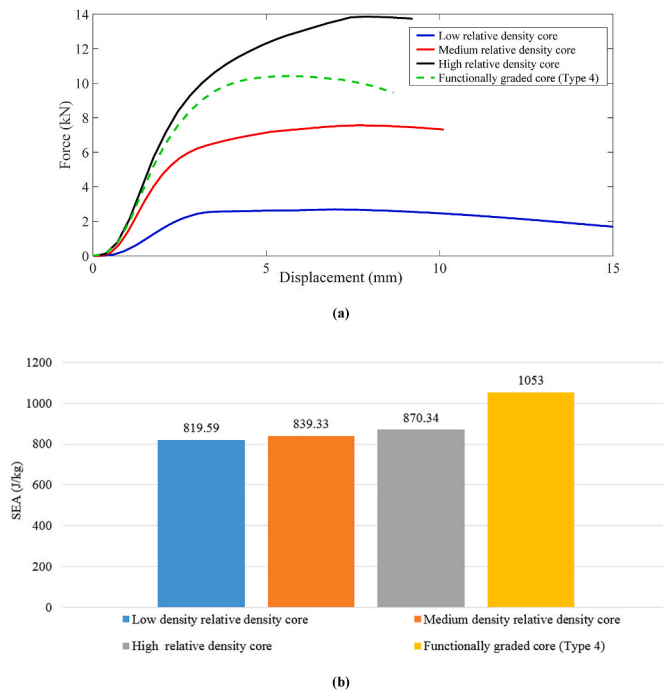 14
12
10
8
6
4
2
0
Force (kN)
Low relative density core
Medium relative density core
High relative density core
Functionally graded core (Type 4)
0 5 10 15
Displacement (mm)
(a)
1200
1000
800
600
400
200
0
SEA (J/kg)
819.59
839.33
870.34
1053
Low density relative density core
Medium density relative density core
High relative density core
Functionally graded core (Type 4)
(b)